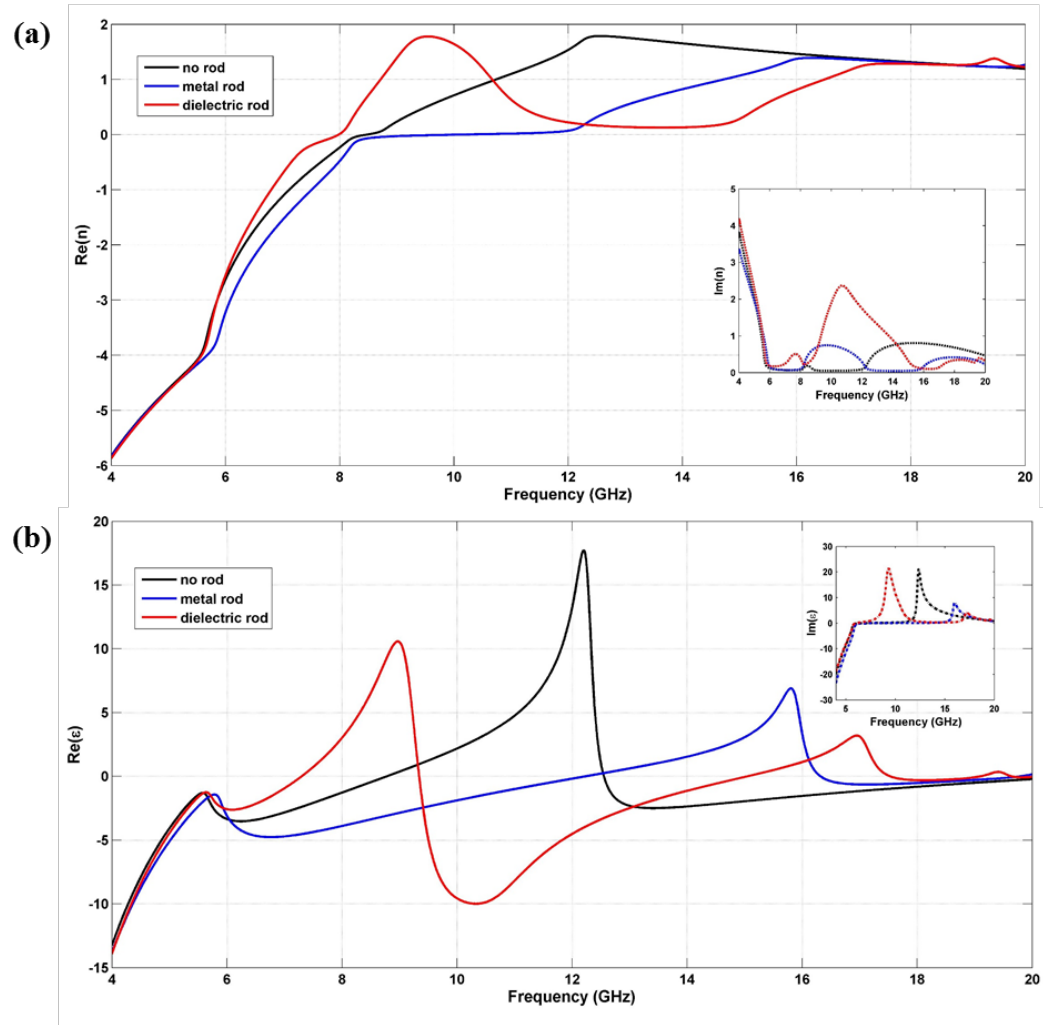 (a)
2
1
0
-1
-2
-3
-4
-5
-6
Re(n)
no rod
metal rod
dielectric rod
4
6
8
10
12
14
16
18
20
Frequency (GHz)
5
4
3
2
1
0
Im(n)
4 6 8 10 12 14 16 18 20
Frequency (GHz)
(b)
20
15
10
5
0
-5
-10
-15
Re(ε)
no rod
metal rod
dielectric rod
4
6
8
10
12
14
16
18
20
Frequency (GHz)
30
20
10
0
-10
-20
-30
Im(ε)
5 10 15 20
Frequency (GHz)